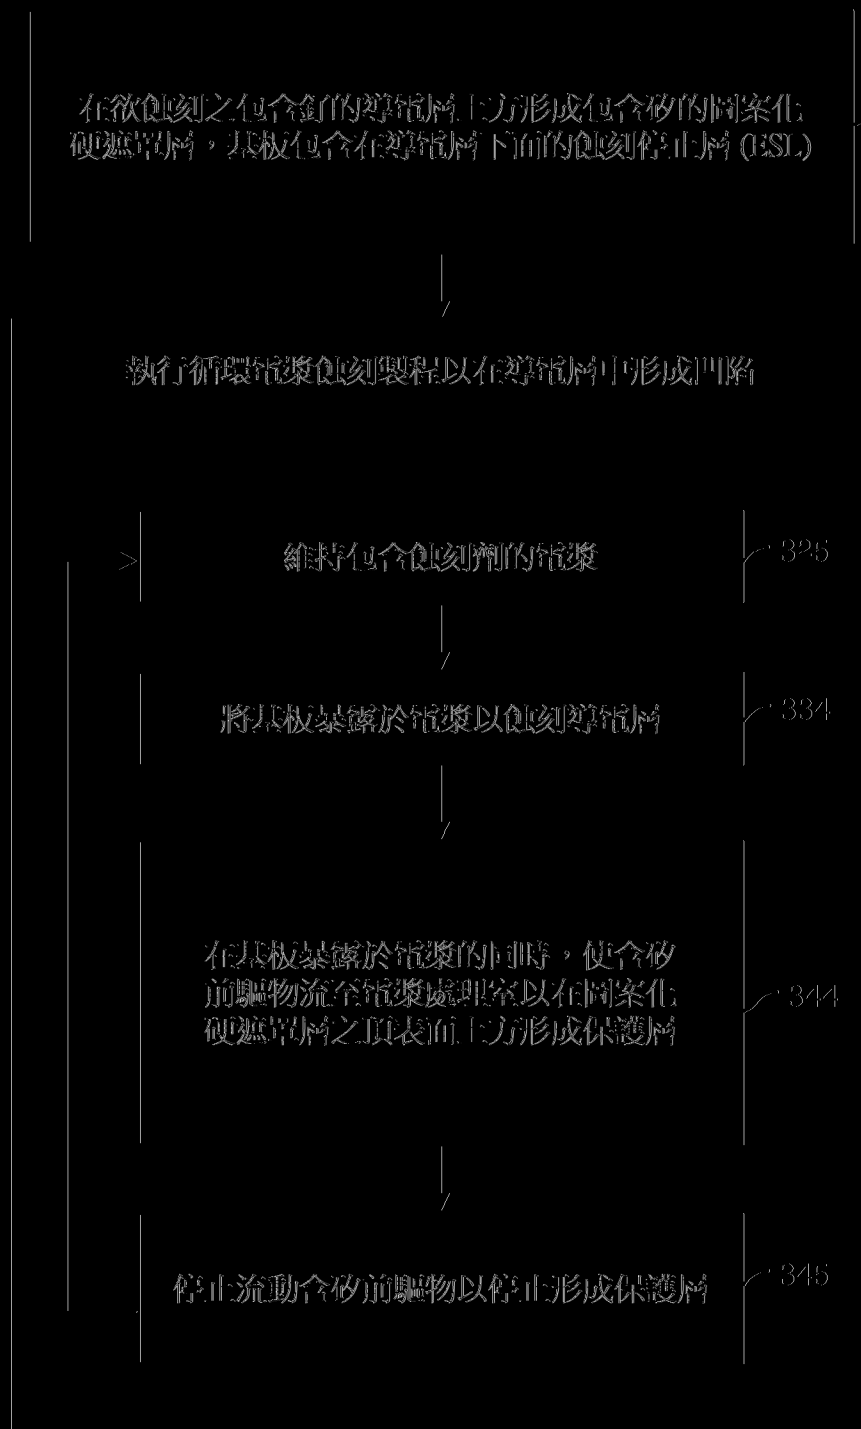 在欲蝕刻之包含釕的導電層上方形成包含矽的圖案化
硬遮罩層，基板包含在導電層下面的蝕刻停止層 (ESL)
執行循環電漿蝕刻製程以在導電層中形成凹陷
維持包含蝕刻劑的電漿
325
將基板暴露於電漿以蝕刻導電層
334
在基板暴露於電漿的同時，使含矽
前驅物流至電漿處理室以在圖案化
硬遮罩層之頂表面上方形成保護層
344
停止流動含矽前驅物以停止形成保護層
345